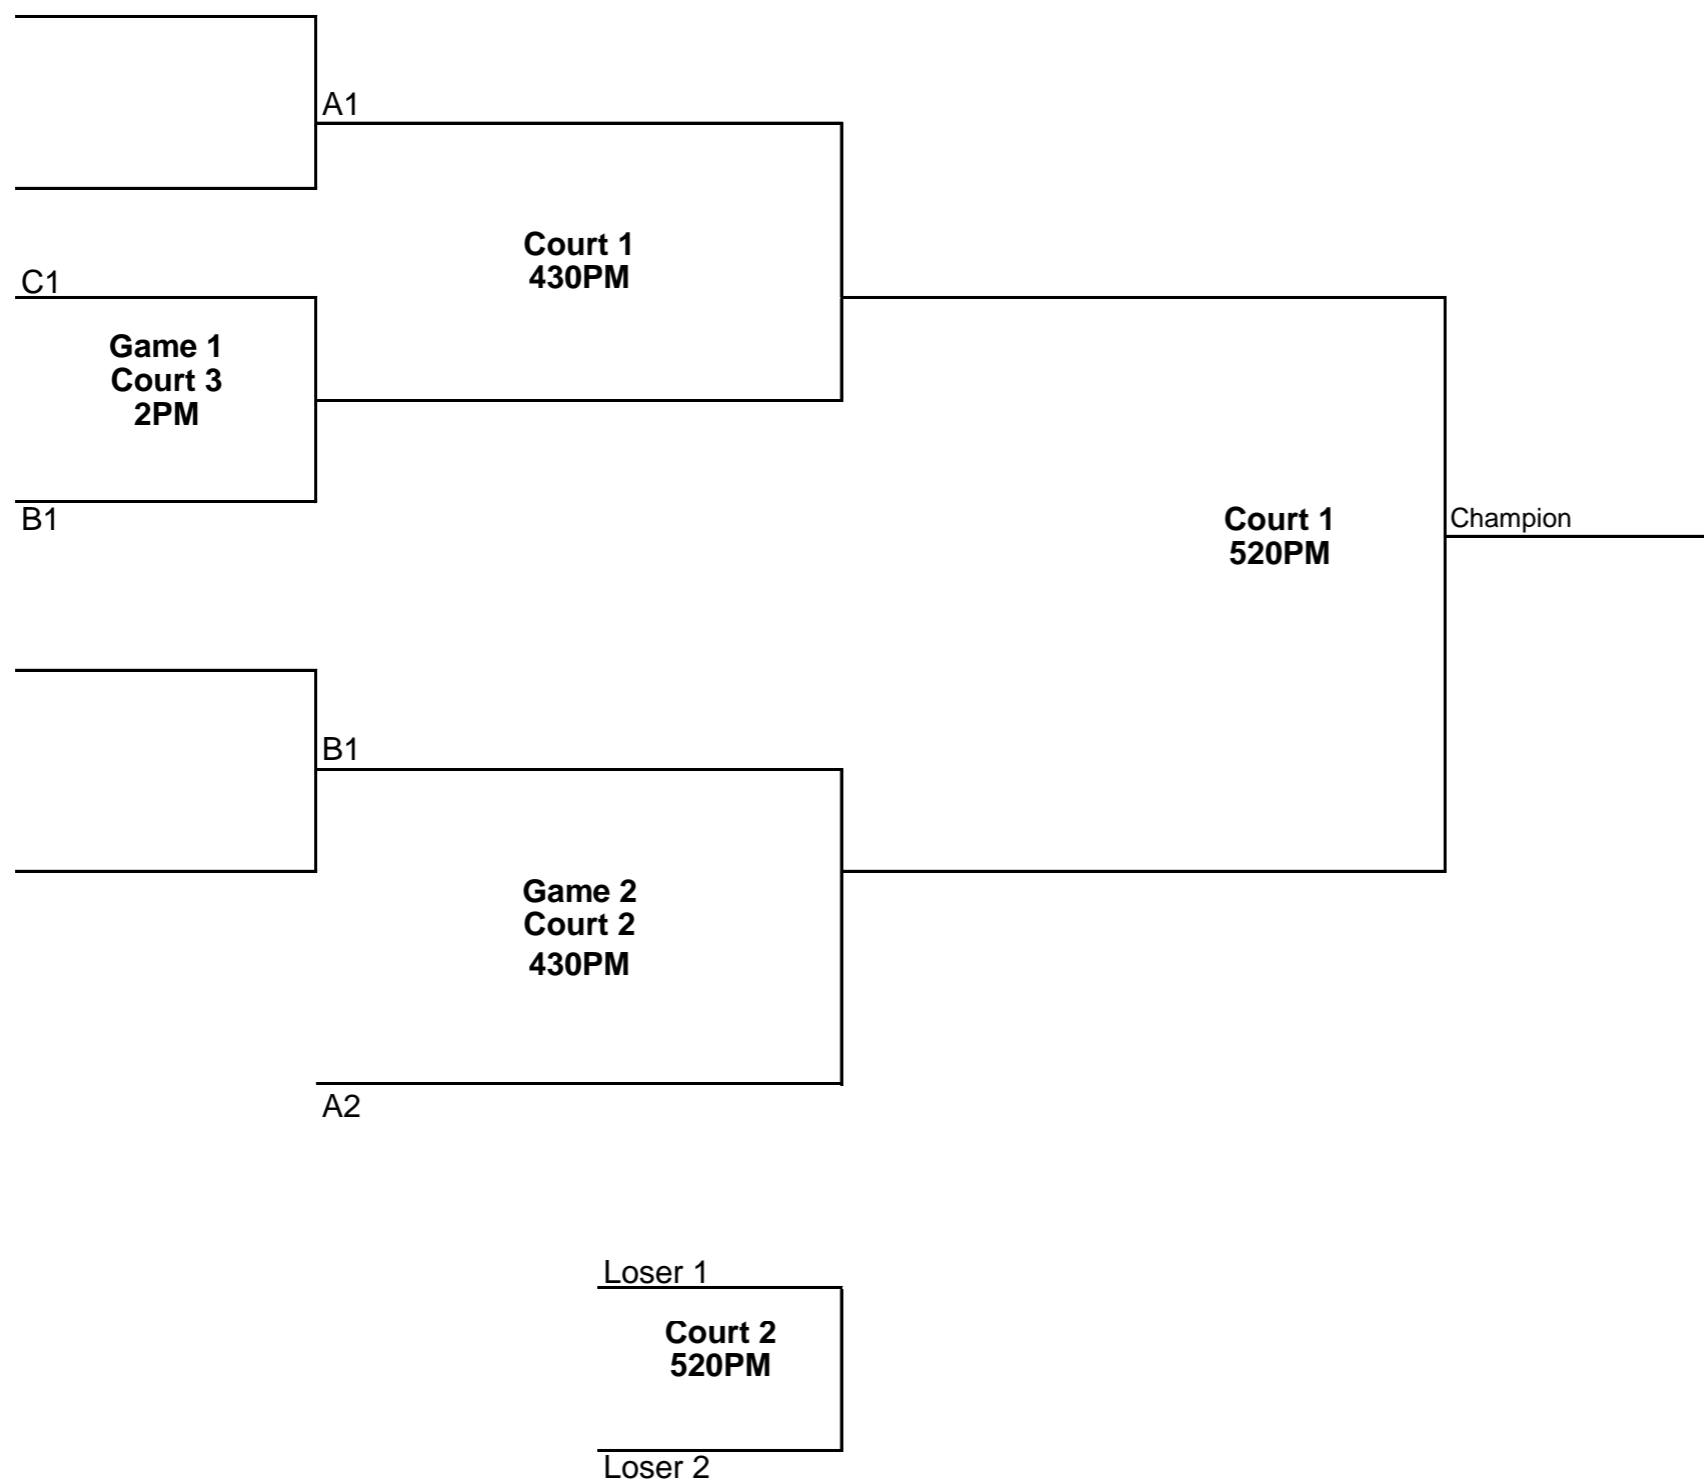 A1
Court 1
430PM
C1
Game 1
Court 3
2PM
B1
Court 1
520PM
Champion
B1
Game 2
Court 2
430PM
A2
Loser 1
Court 2
520PM
Loser 2